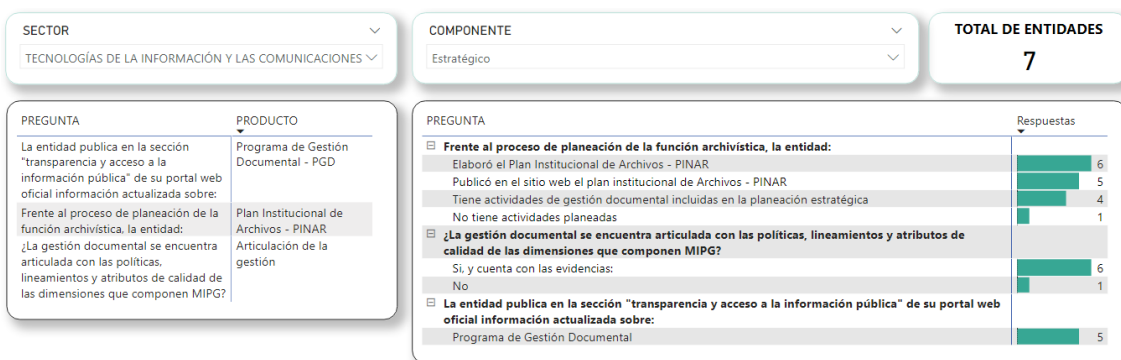 SECTOR
TECNOLOGÍAS DE LA INFORMACIÓN Y LAS COMUNICACIONES
COMPONENTE
Estratégico
TOTAL DE ENTIDADES
7
PREGUNTA PRODUCTO
La entidad publica en la sección Programa de Gestión
"transparencia y acceso a la Documental - PGD
información pública" de su portal web
oficial información actualizada sobre:
Frente al proceso de planeación de la Plan Institucional de
función archivística, la entidad: Archivos - PINAR
¿La gestión documental se encuentra Articulación de la
articulada con las políticas, gestión
lineamientos y atributos de calidad de
las dimensiones que componen MIPG?
PREGUNTA Respuestas
Frente al proceso de planeación de la función archivística, la entidad:
Elaboró el Plan Institucional de Archivos - PINAR 6
Publicó en el sitio web el plan institucional de Archivos - PINAR 5
Tiene actividades de gestión documental incluidas en la planeación estratégica 4
No tiene actividades planeadas 1
¿La gestión documental se encuentra articulada con las políticas, lineamientos y atributos de
calidad de las dimensiones que componen MIPG?
Si, y cuenta con las evidencias: 6
No 1
La entidad publica en la sección "transparencia y acceso a la información pública" de su portal web
oficial información actualizada sobre:
Programa de Gestión Documental 5